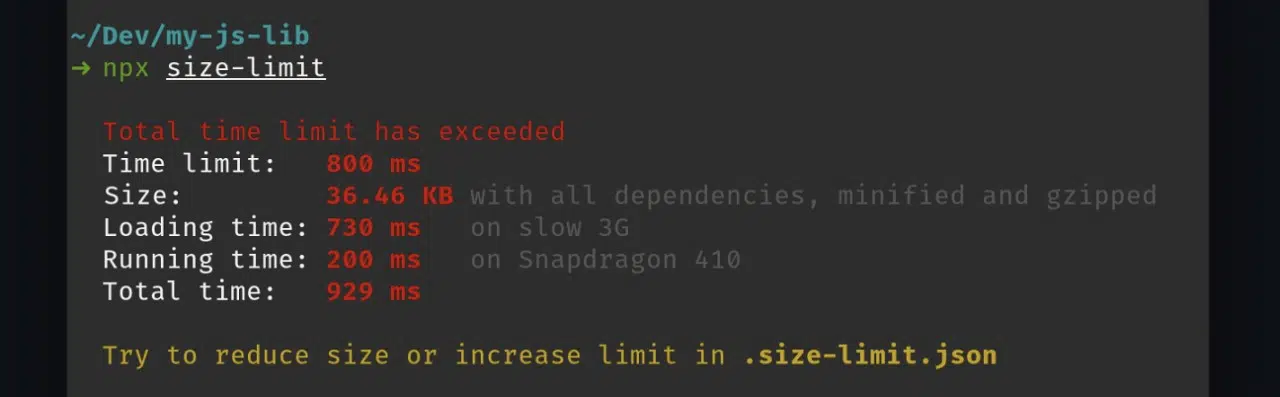 ~/Dev/my-js-lib
→ npx size-limit
Total time limit has exceeded
Time limit: 800 ms
Size: 36.46 KB with all dependencies, minified and gzipped
Loading time: 730 ms on slow 3G
Running time: 200 ms on Snapdragon 410
Total time: 929 ms
Try to reduce size or increase limit in .size-limit.json